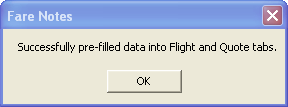 Fare Notes
Successfully pre-filled data into Flight and Quote tabs.
OK